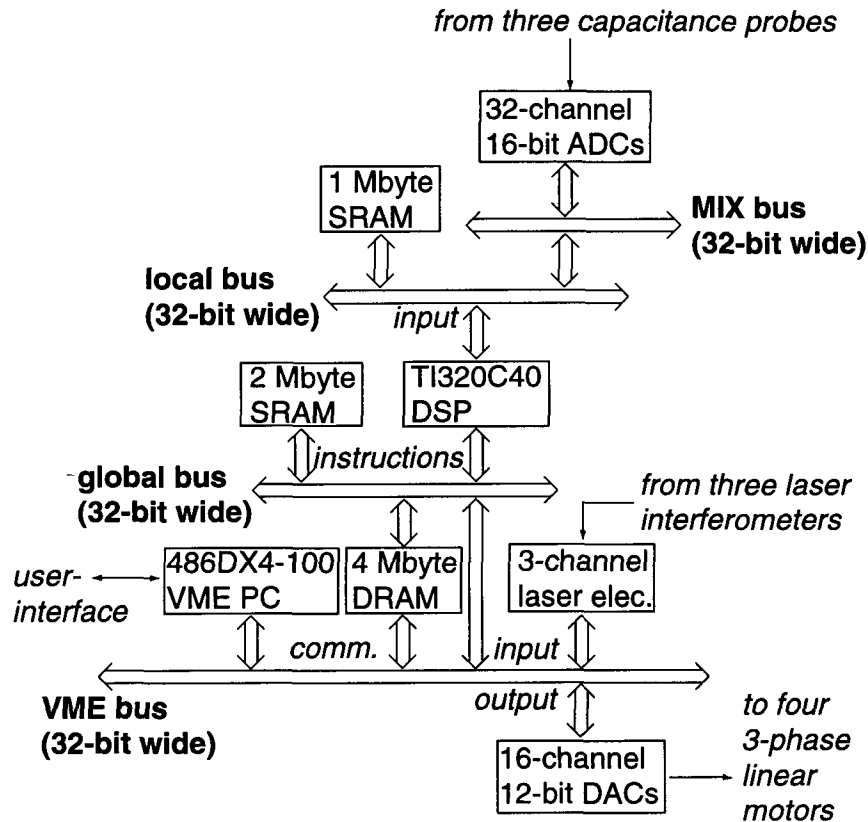 from three capacitance probes
32-channel
16-bit ADCs
1 Mbyte
SRAM
MIX bus
(32-bit wide)
local bus
(32-bit wide)
input
2 Mbyte
SRAM
TI320C40
DSP
instructions
global bus
(32-bit wide)
from three laser
interferometers
user-
interface
486DX4-100
VME PC
4 Mbyte
DRAM
3-channel
laser elec.
comm.
input
VME bus
(32-bit wide)
output
16-channel
12-bit DACs
to four
3-phase
linear
motors